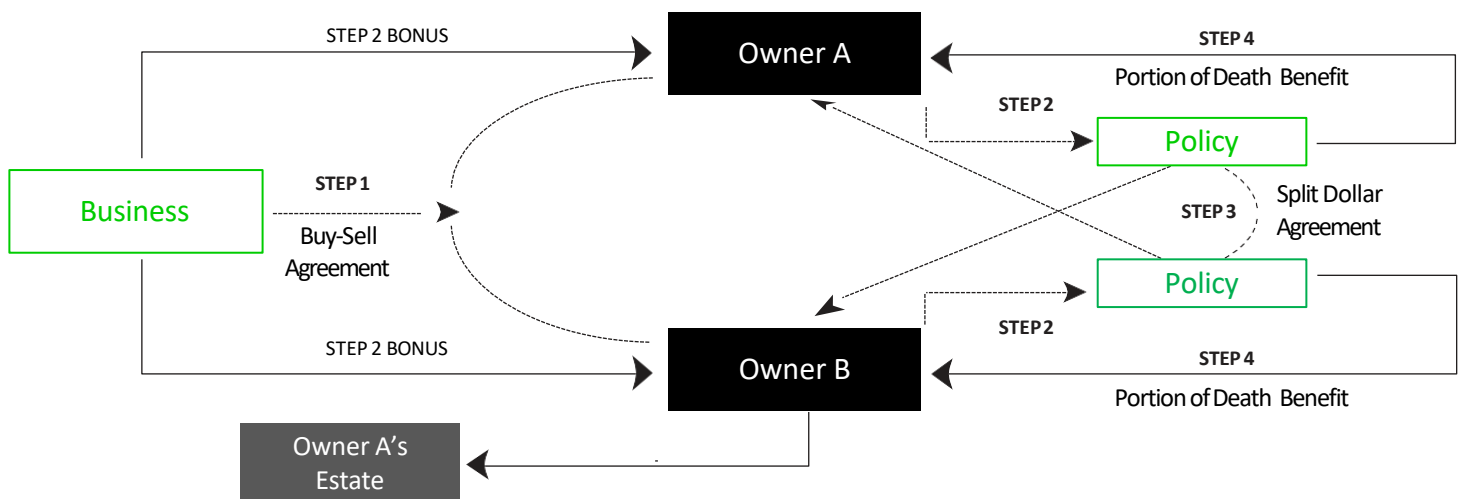 STEP 2 BONUS
Owner A
STEP 4
Portion of Death Benefit
STEP 2
Policy
Business
STEP 1
Buy-Sell
Agreement
STEP 3
Split Dollar
Agreement
Policy
STEP 2
STEP 2 BONUS
Owner B
STEP 4
Portion of Death Benefit
Owner A's
Estate